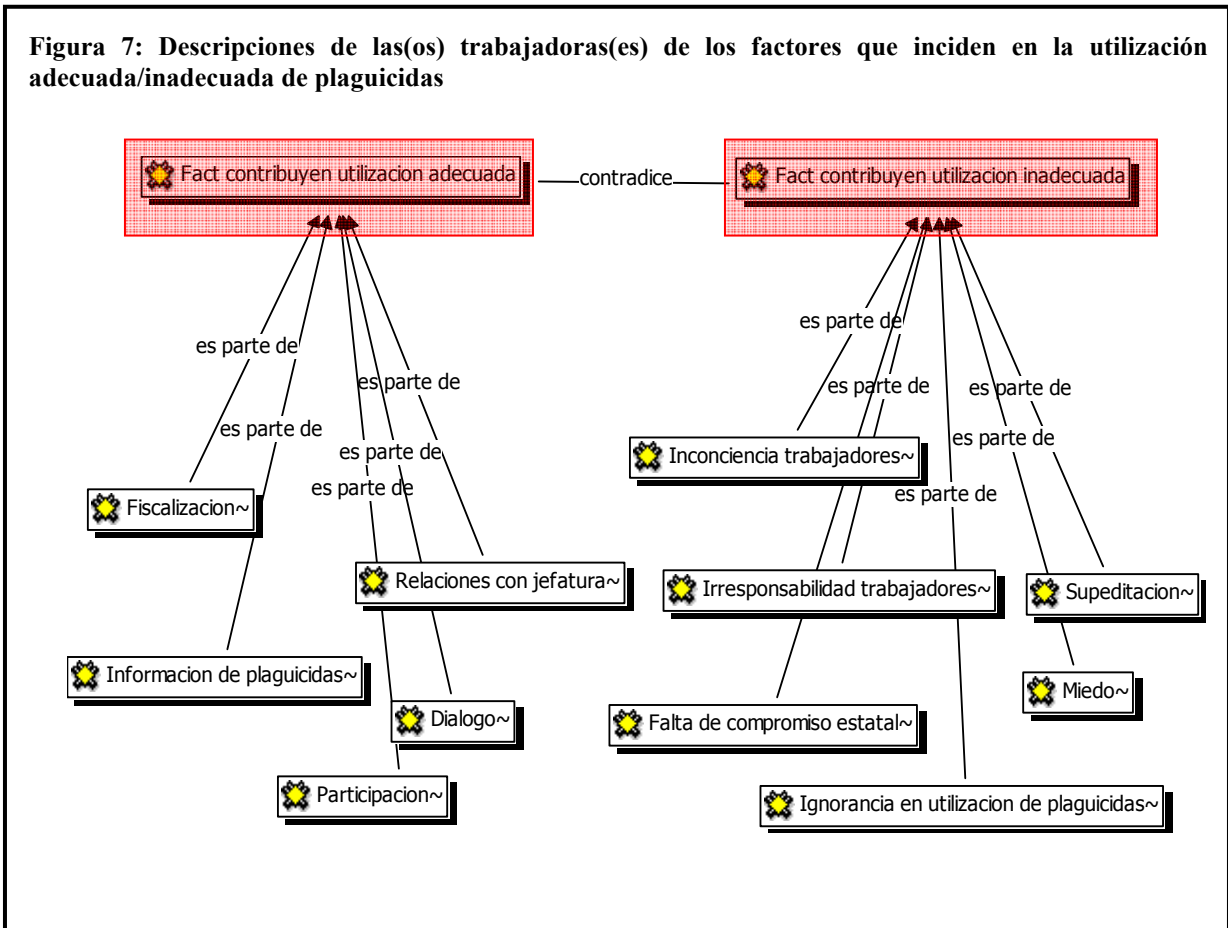 Figura 7: Descripciones de las(os) trabajadoras(es) de los factores que inciden en la utilización
adecuada/inadecuada de plaguicidas
Fact contribuyen utilizacion adecuada
contradice
Fact contribuyen utilizacion inadecuada
es parte de
es parte de
es parte de
es parte de
es parte de
es parte de
es parte de
es parte de
es parte de
es parte de
es parte de
Inconciencia trabajadores~
Fiscalizacion~
Relaciones con jefatura~
Irresponsabilidad trabajadores~
Supeditacion~
Informacion de plaguicidas~
Miedo~
Dialogo~
Falta de compromiso estatal~
Participacion~
Ignorancia en utilizacion de plaguicidas~